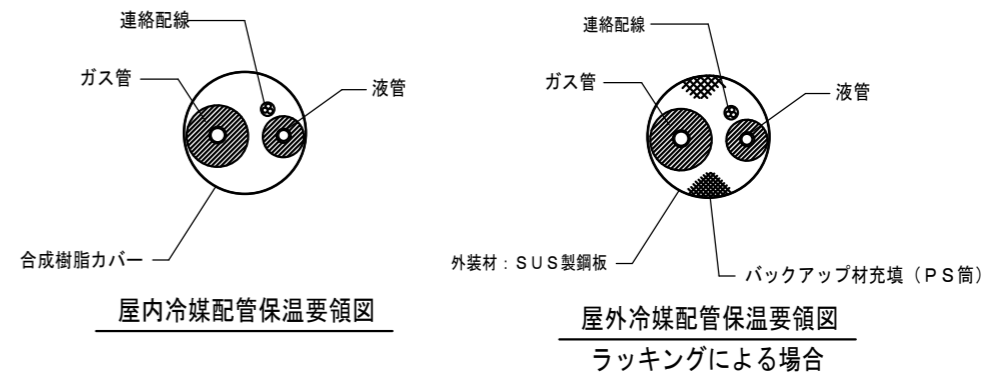 連絡配線
ガス管
液管
合成樹脂カバー
屋内冷媒配管保温要領図
連絡配線
ガス管
液管
外装材：ＳＵＳ製鋼板
バックアップ材充填（ＰＳ筒）
屋外冷媒配管保温要領図
ラッキングによる場合